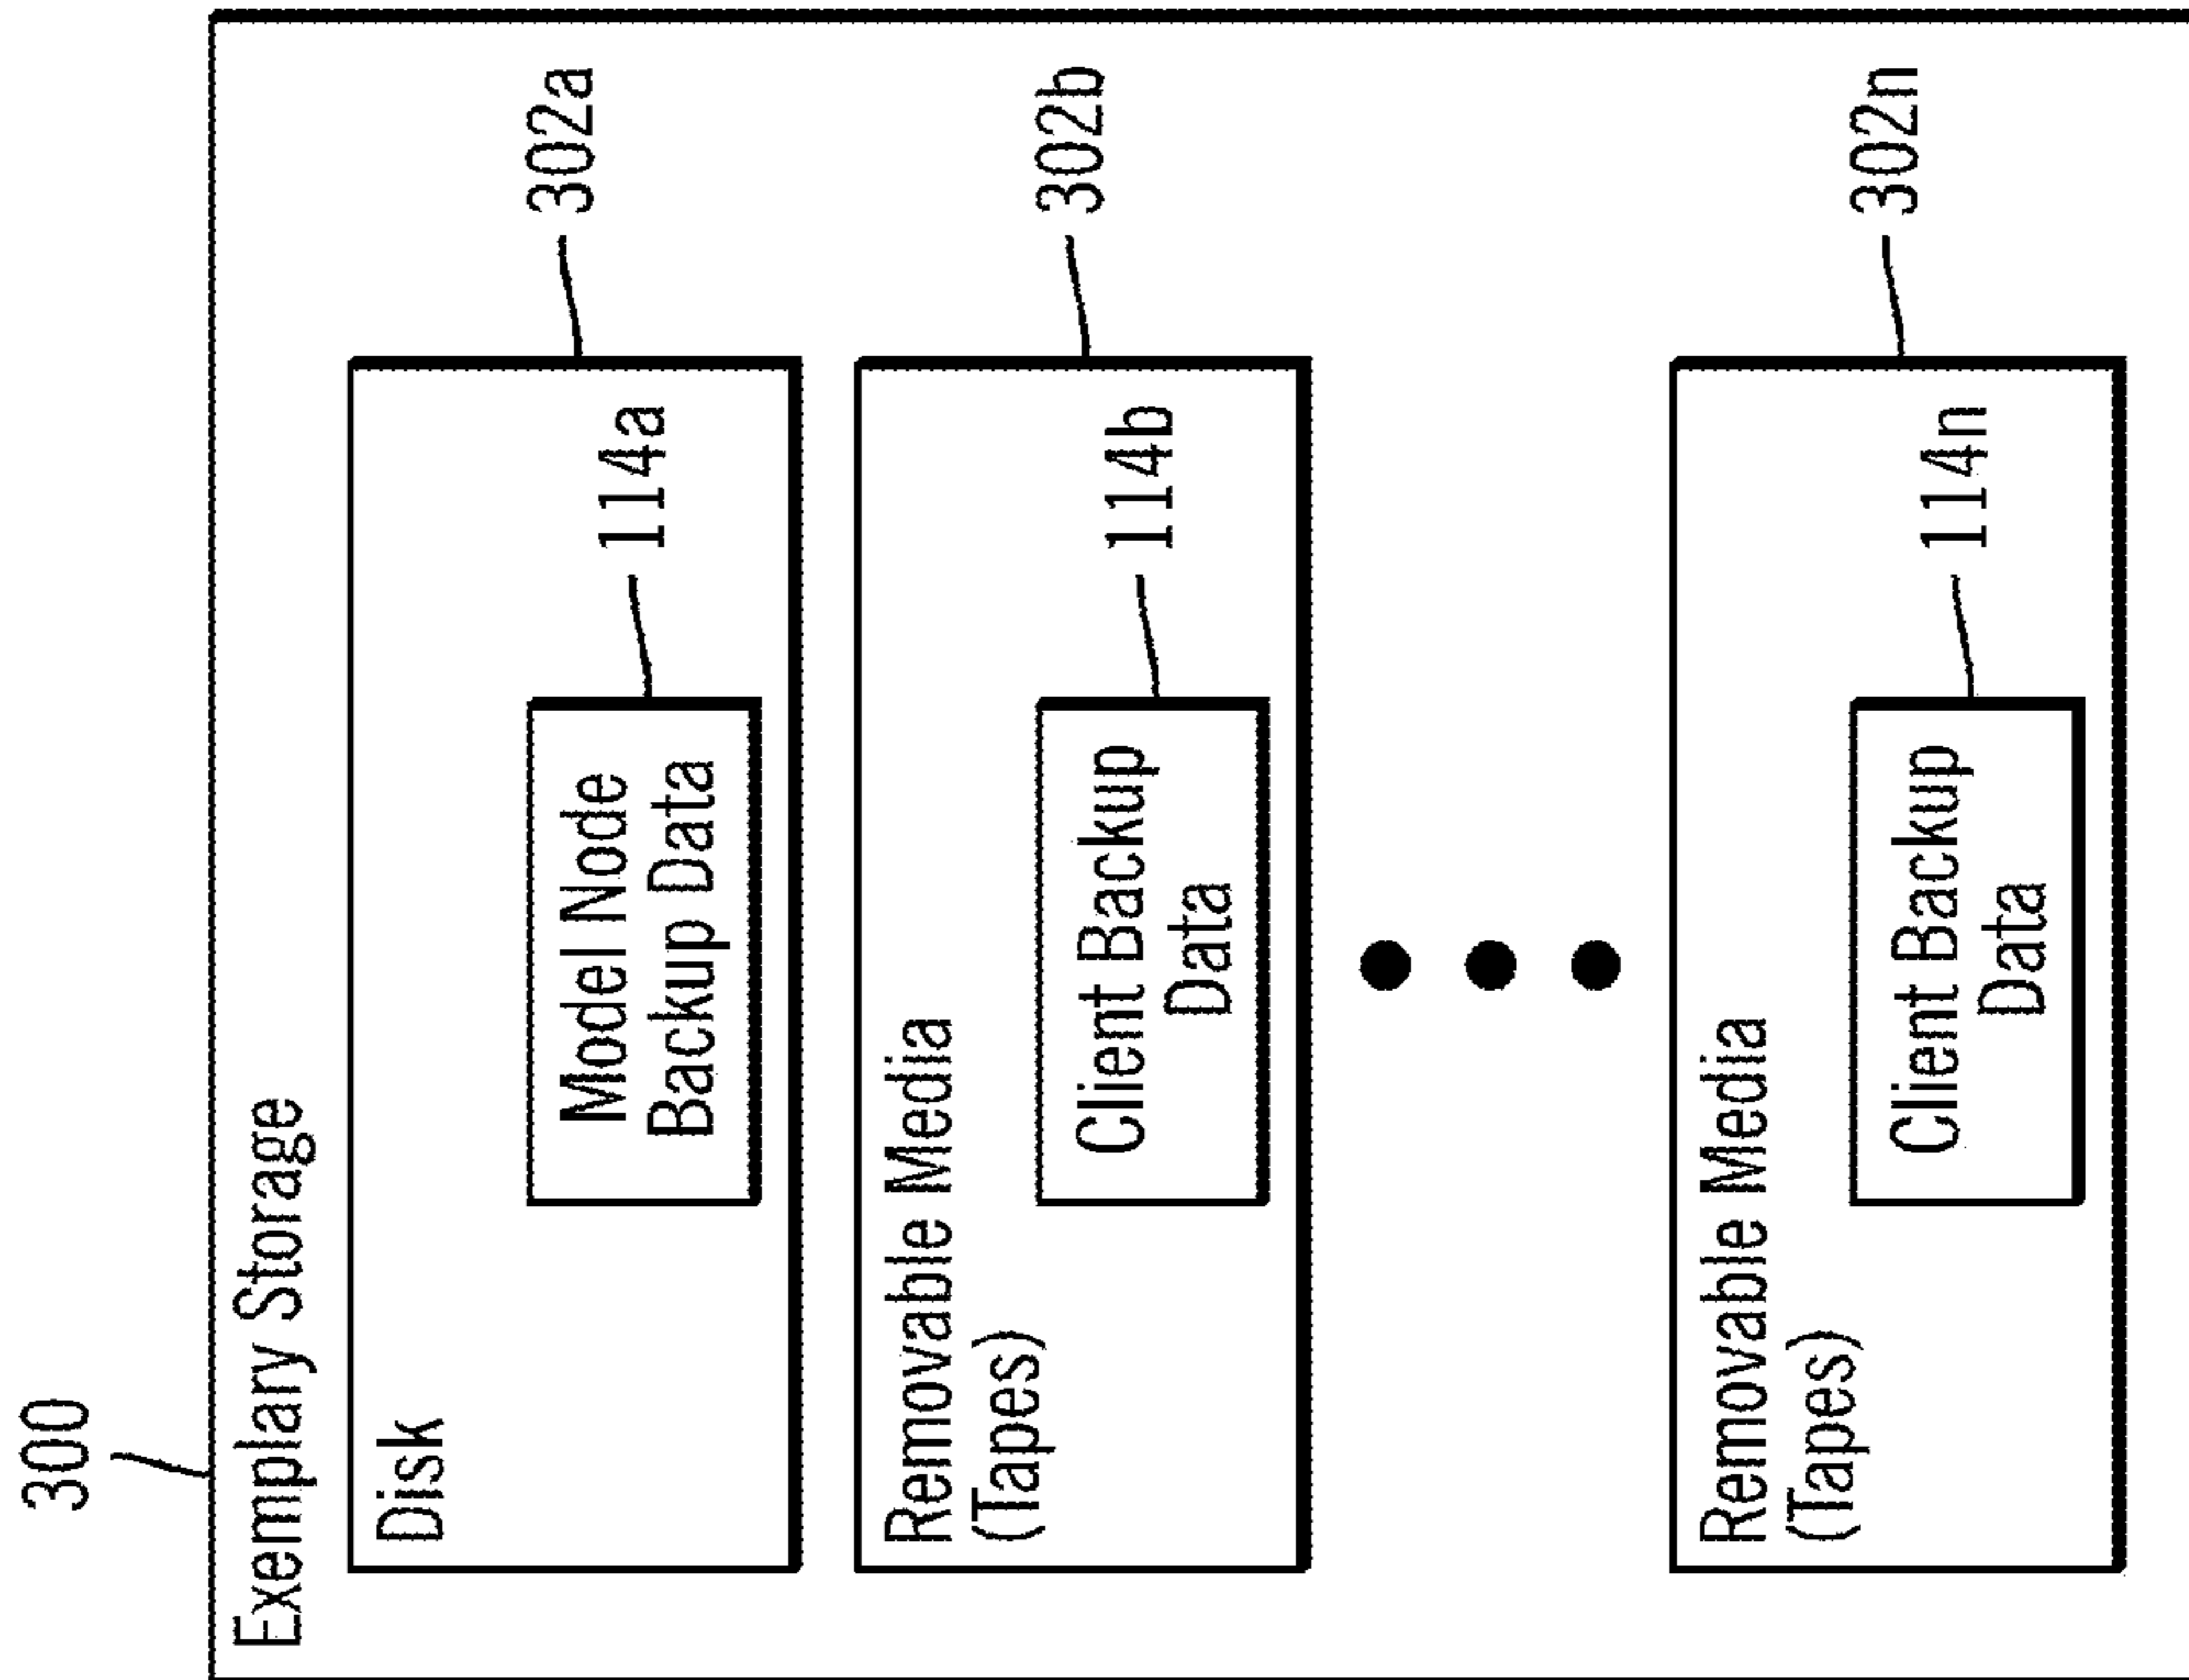 300
Exemplary Storage
Disk
302a
Model Node
Backup Data
114a
Removable Media
(Tapes)
302b
Client Backup
Data
114b
Removable Media
(Tapes)
302n
Client Backup
Data
114n